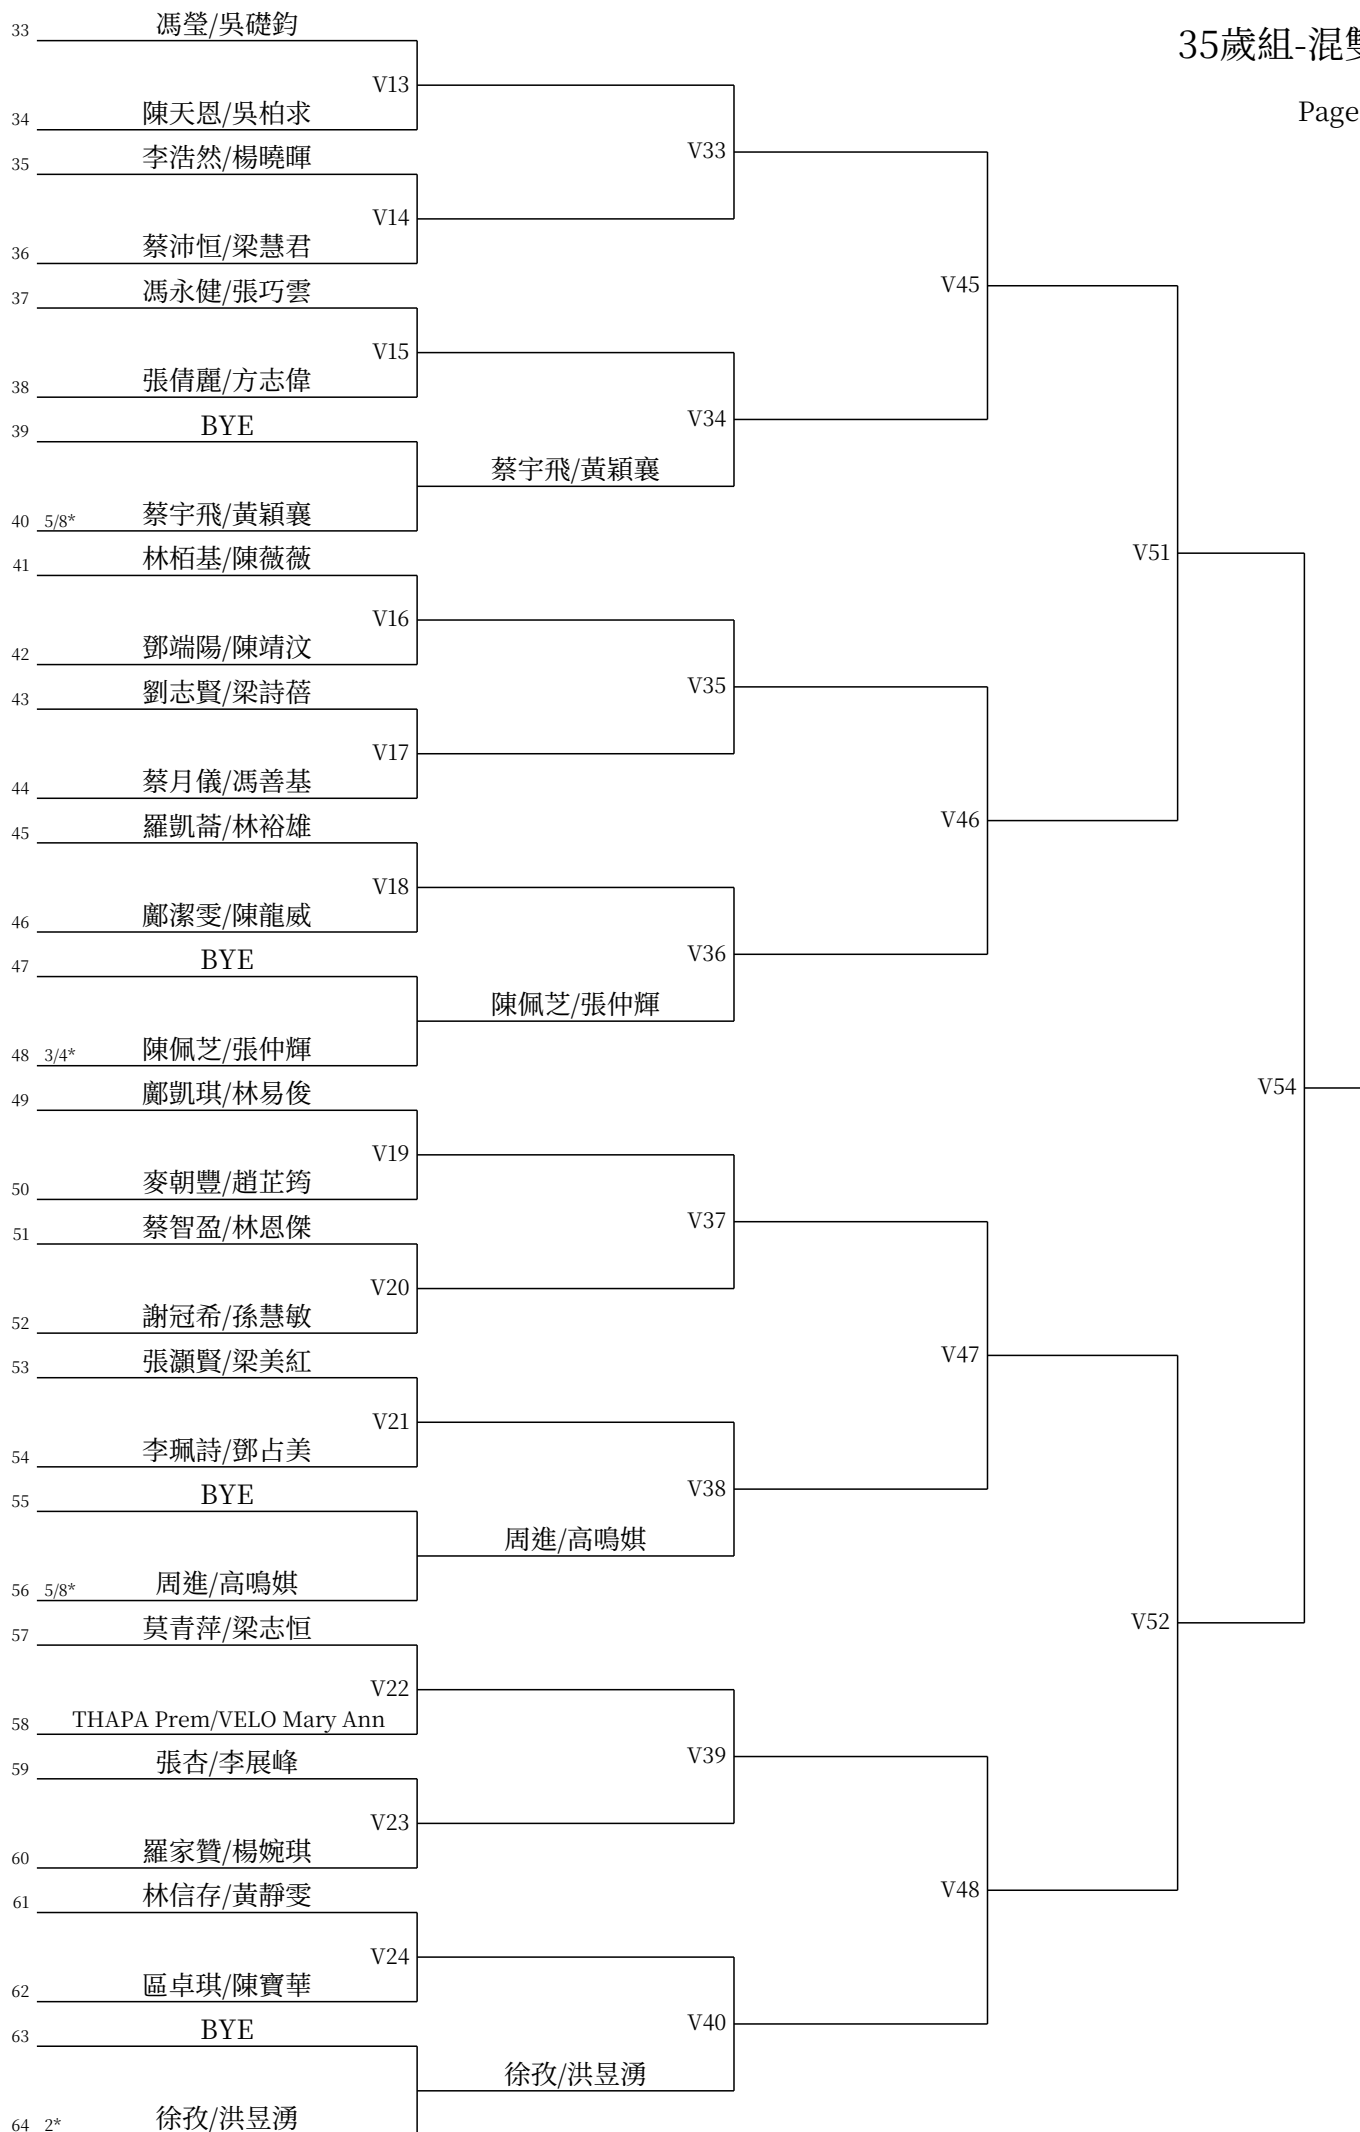 35歲組-混
Page
33 馮瑩/吳礎鈞
V13
34 陳天恩/吳柏求
V33
35 李浩然/楊曉暉
V14
36 蔡沛恒/梁慧君
V45
37 馮永健/張巧雲
V15
38 張倩麗/方志偉
V34
39 BYE
蔡宇飛/黃穎襄
40 5/8* 蔡宇飛/黃穎襄
V51
41 林栢基/陳薇薇
V16
42 鄧端陽/陳靖汶
V35
43 劉志賢/梁詩蓓
V17
44 蔡月儀/馮善基
V46
45 羅凱菕/林裕雄
V18
46 鄺潔雯/陳龍威
V36
47 BYE
陳佩芝/張仲輝
48 3/4* 陳佩芝/張仲輝
V54
49 鄺凱琪/林易俊
V19
50 麥朝豐/趙芷筠
V37
51 蔡智盈/林恩傑
V20
52 謝冠希/孫慧敏
V47
53 張灝賢/梁美紅
V21
54 李珮詩/鄧占美
V38
55 BYE
周進/高鳴娸
56 5/8* 周進/高鳴娸
V52
57 莫青萍/梁志恒
V22
58 THAPA Prem/VELO Mary Ann
V39
59 張杏/李展峰
V23
60 羅家贊/楊婉琪
V48
61 林信存/黃靜雯
V24
62 區卓琪/陳寶華
V40
63 BYE
徐孜/洪昱湧
64 2* 徐孜/洪昱湧